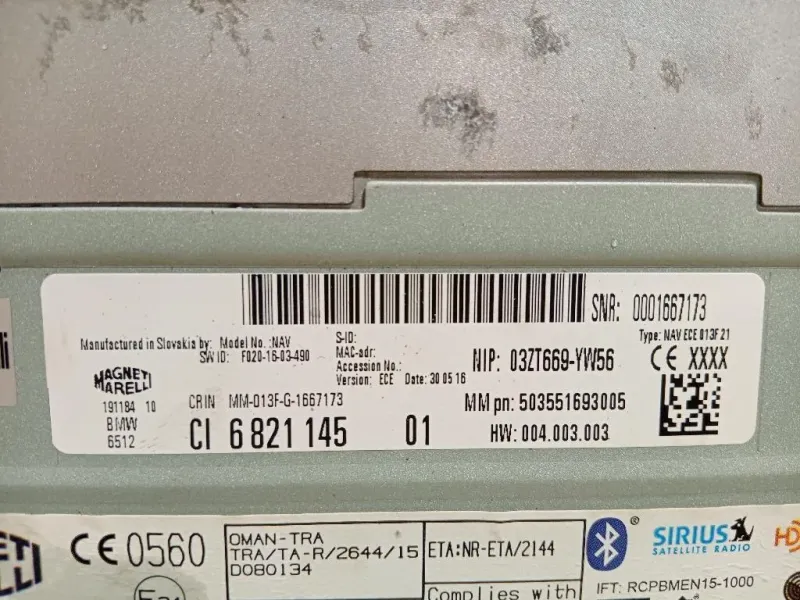 SNR: 0001667173
Manufactured in Slovakia by: Model No.: NAV
SW ID: F020-16-03-490
S-ID:
MAC-adr:
Accession No.:
Version: ECE Date: 30 05 16
NIP: 03ZT669-YW56
Type: NAV ECE 013F 21
CE XXXX
MAGNETI
MARELLI
191184 10
BMW
6512
CRIN MM-013F-G-1667173
CI 6 821 145 01
MM pn: 503551693005
HW: 004.003.003
CE 0560
OMAN-TRA
TRA/TA-R/2644/15
D080134
ETA:NR-ETA/2144
Complies with
SIRIUS
SATELLITE RADIO
HD
IFT: RCPBMEN15-1000